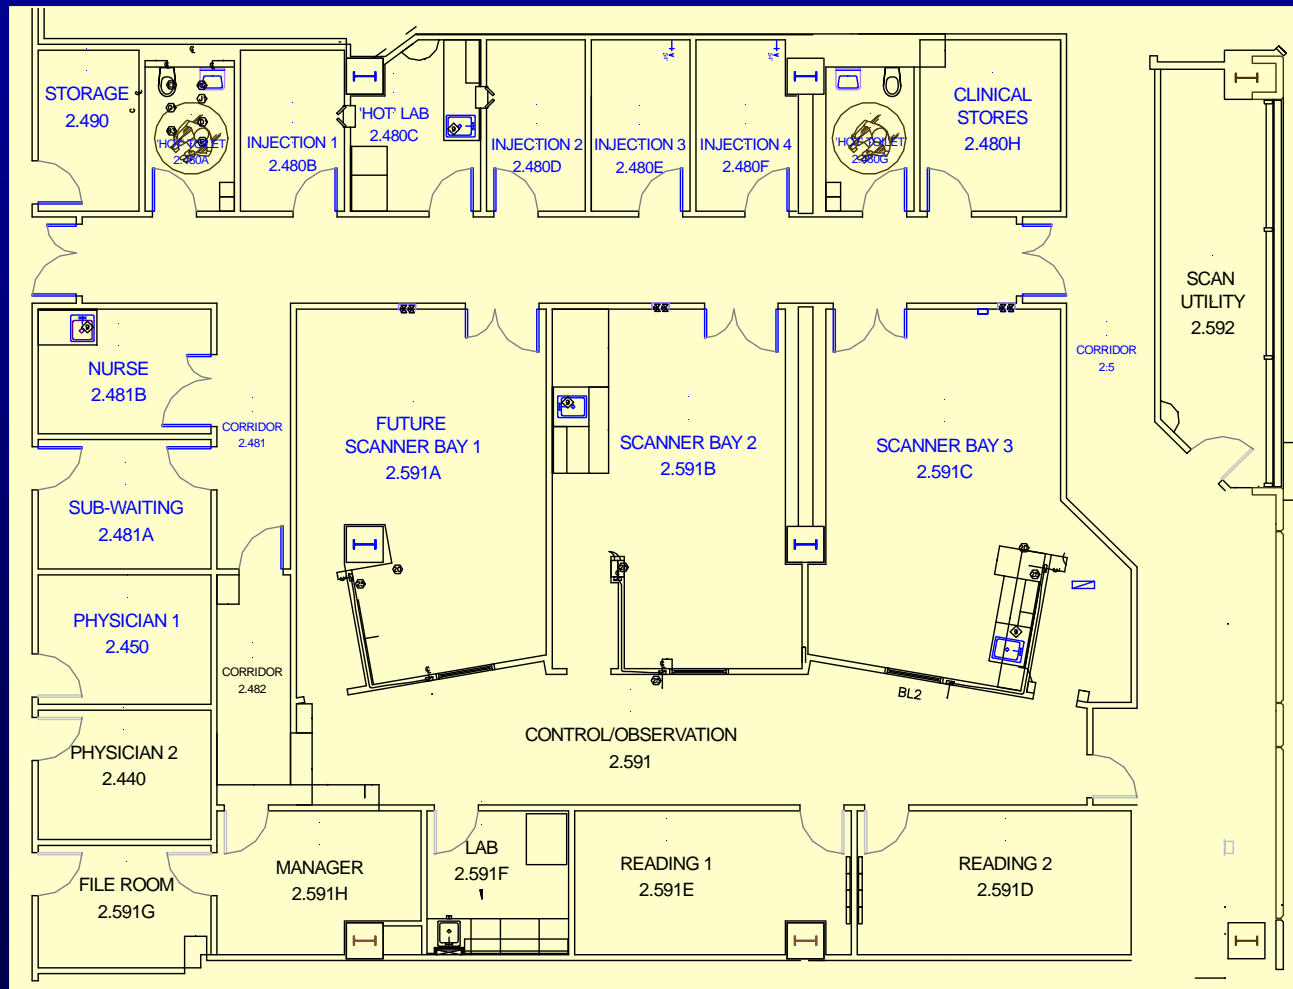 STORAGE
2.490
'HOT' TOILET
2.480A
INJECTION 1
2.480B
'HOT' LAB
2.480C
INJECTION 2
2.480D
INJECTION 3
2.480E
INJECTION 4
2.480F
'HOT' TOILET
2.480G
CLINICAL
STORES
2.480H
SCAN
UTILITY
2.592
CORRIDOR
2:5
NURSE
2.481B
CORRIDOR
2.481
FUTURE
SCANNER BAY 1
2.591A
SCANNER BAY 2
2.591B
SCANNER BAY 3
2.591C
SUB-WAITING
2.481A
PHYSICIAN 1
2.450
CORRIDOR
2.482
BL2
PHYSICIAN 2
2.440
CONTROL/OBSERVATION
2.591
FILE ROOM
2.591G
MANAGER
2.591H
LAB
2.591F
READING 1
2.591E
READING 2
2.591D